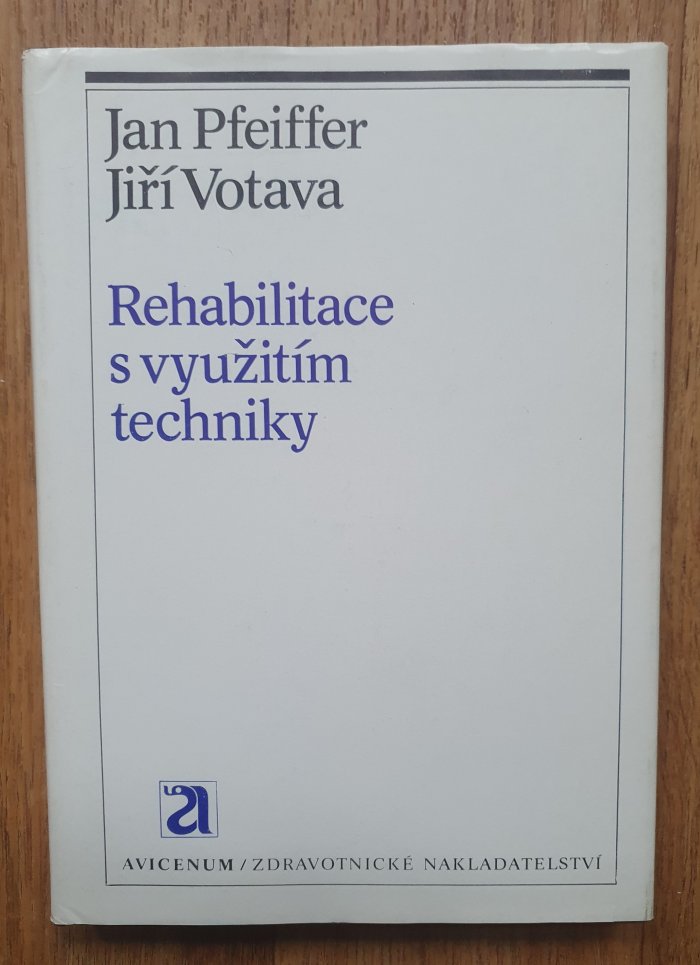 Jan Pfeiffer
Jiří Votava
Rehabilitace
s využitím
techniky
a
AVICENUM / ZDRAVOTNICKÉ NAKLADATELSTVÍ